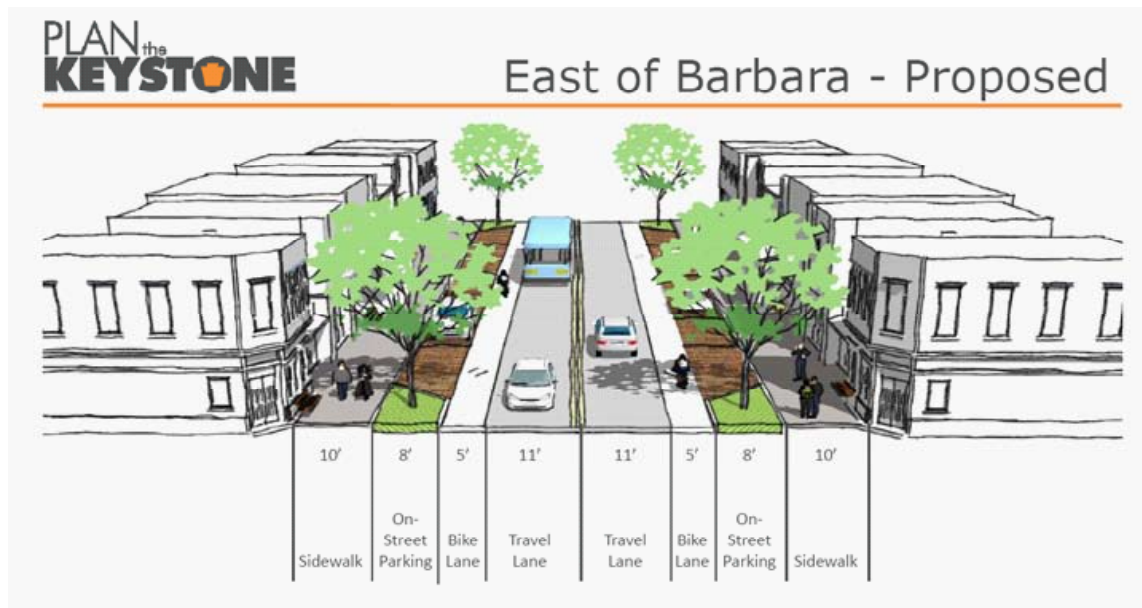 PLAN the
KEYSTONE
East of Barbara - Proposed
10' 8' 5' 11' 11' 5' 8' 10'
Sidewalk
On-
Street
Parking
Bike
Lane
Travel
Lane
Travel
Lane
Bike
Lane
On-
Street
Parking
Sidewalk